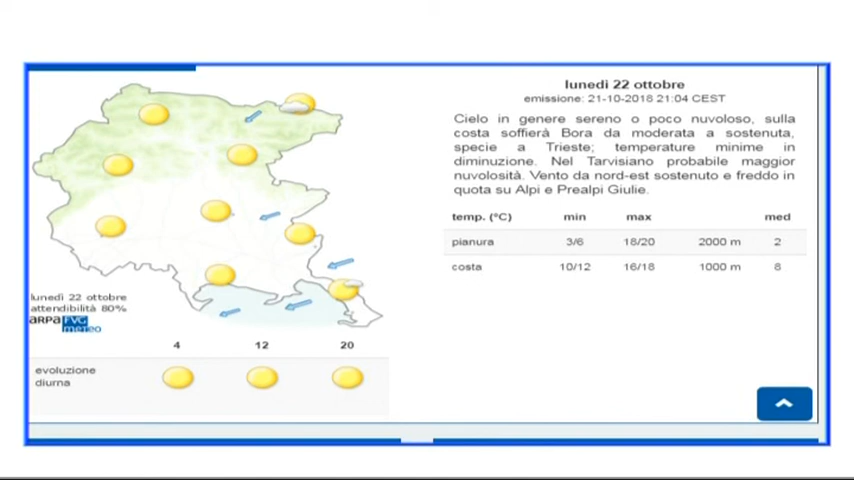 lunedì 22 ottobre
emissione: 21-10-2018 21:04 CEST
Cielo in genere sereno o poco nuvoloso, sulla
costa soffierà Bora da moderata a sostenuta,
specie a Trieste; temperature minime in
diminuzione. Nel Tarvisiano probabile maggior
nuvolosità. Vento da nord-est sostenuto e freddo in
quota su Alpi e Prealpi Giulie.
temp. (°C) min max med
pianura 3/6 18/20 2000 m 2
costa 10/12 16/18 1000 m 8
lunedì 22 ottobre
attendibilità 80%
arpa FVG
meteo
4 12 20
evoluzione
diurna